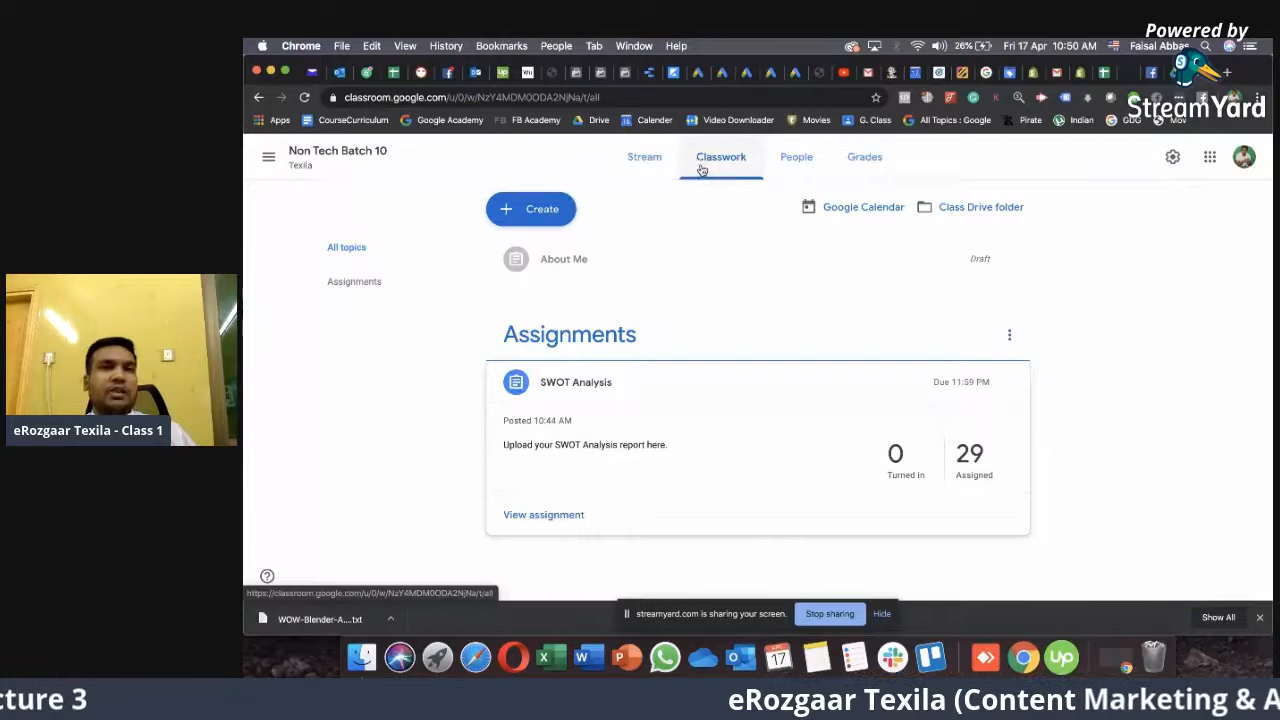 Powered by
StreamYard
Chrome File Edit View History Bookmarks People Tab Window Help
26% Fri 17 Apr 10:50 AM Faisal Abbas
classroom.google.com/u/0/w/NzY4MDM0ODA2NjNa/t/all
Apps CourseCurriculum Google Academy FB Academy Drive Calendar Video Downloader Movies G. Class All Topics : Google Pirate Indian
Non Tech Batch 10
Texila
Stream Classwork People Grades
+ Create
Google Calendar Class Drive folder
All topics
Assignments
About Me Draft
Assignments
SWOT Analysis Due 11:59 PM
Posted 10:44 AM
Upload your SWOT Analysis report here.
0 29
Turned in Assigned
View assignment
eRozgaar Texila - Class 1
https://classroom.google.com/u/0/w/NzY4MDM0ODA2NjNa/t/all
streamyard.com is sharing your screen. Stop sharing Hide
WOW-Blender-A....txt
Show All
cture 3 eRozgaar Texila (Content Marketing & A